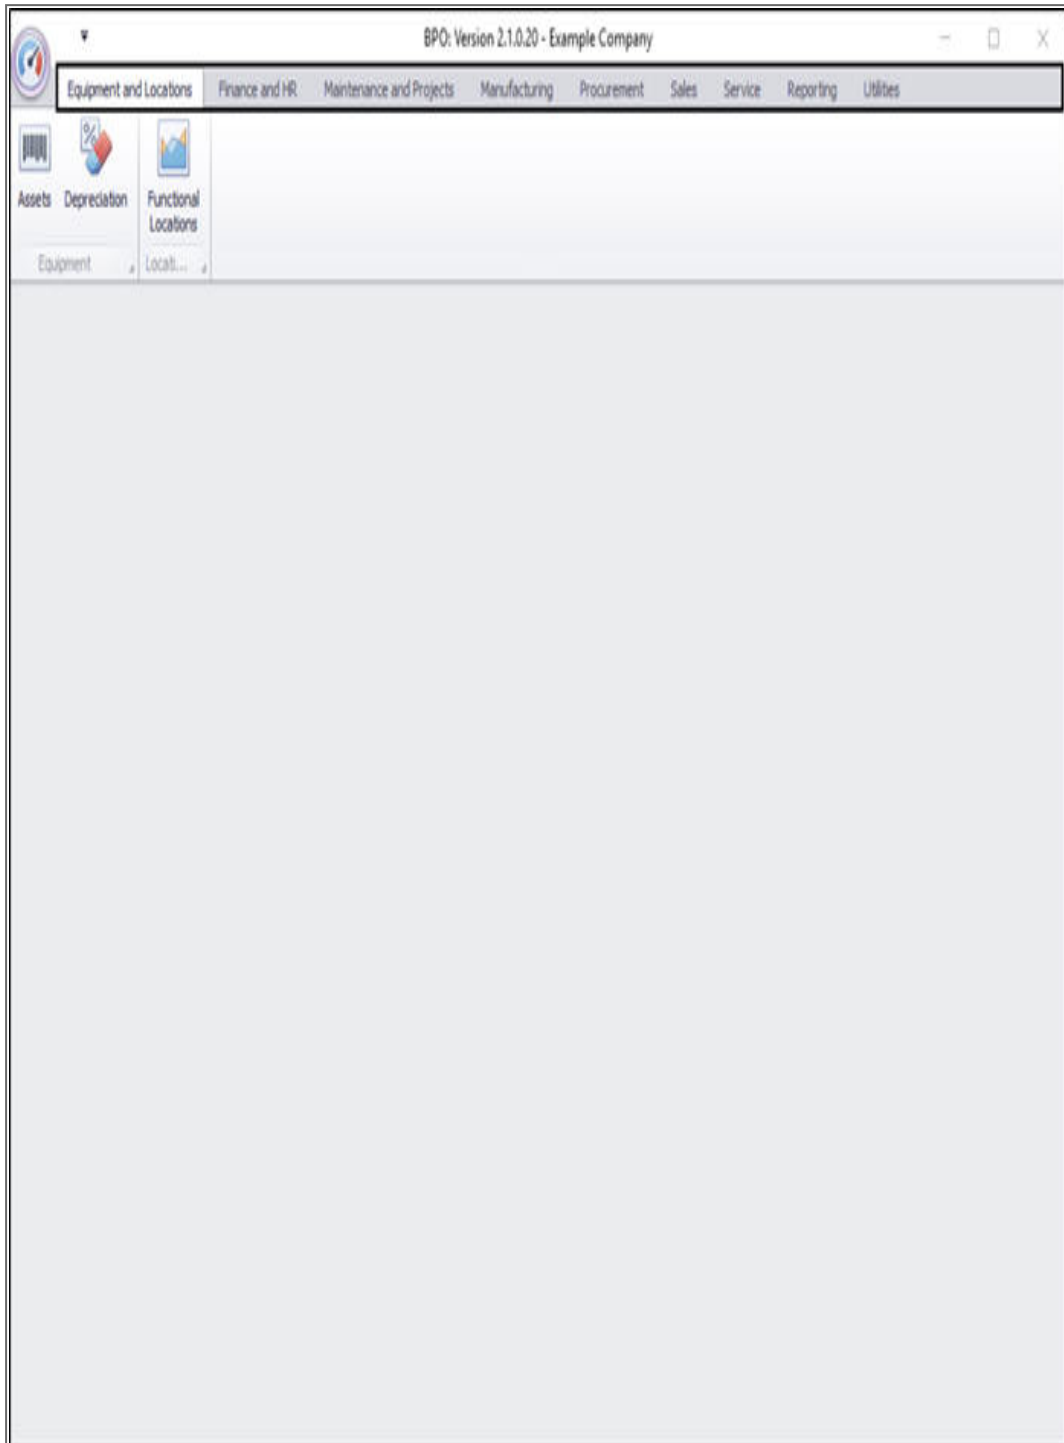 BPO: Version 2.1.0.20 - Example Company
Equipment and Locations Finance and HR Maintenance and Projects Manufacturing Procurement Sales Service Reporting Utilities
%
Assets Depreciation Functional
Locations
Equipment Locati...